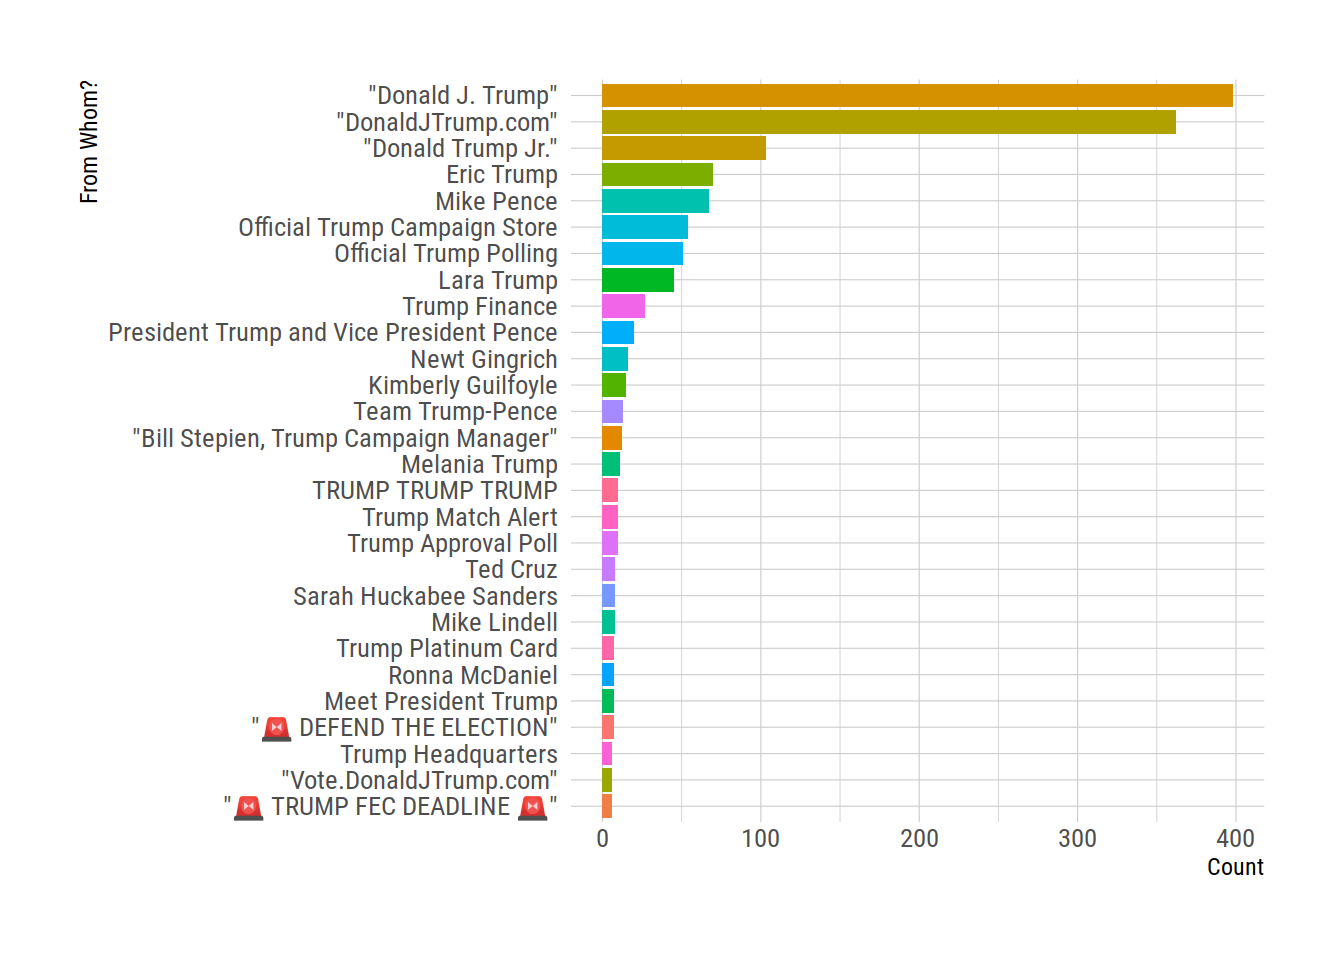 From Whom?
"Donald J. Trump"
"DonaldJTrump.com"
"Donald Trump Jr."
Eric Trump
Mike Pence
Official Trump Campaign Store
Official Trump Polling
Lara Trump
Trump Finance
President Trump and Vice President Pence
Newt Gingrich
Kimberly Guilfoyle
Team Trump-Pence
"Bill Stepien, Trump Campaign Manager"
Melania Trump
TRUMP TRUMP TRUMP
Trump Match Alert
Trump Approval Poll
Ted Cruz
Sarah Huckabee Sanders
Mike Lindell
Trump Platinum Card
Ronna McDaniel
Meet President Trump
"🚨 DEFEND THE ELECTION"
Trump Headquarters
"Vote.DonaldJTrump.com"
"🚨 TRUMP FEC DEADLINE 🚨"
0 100 200 300 400
Count